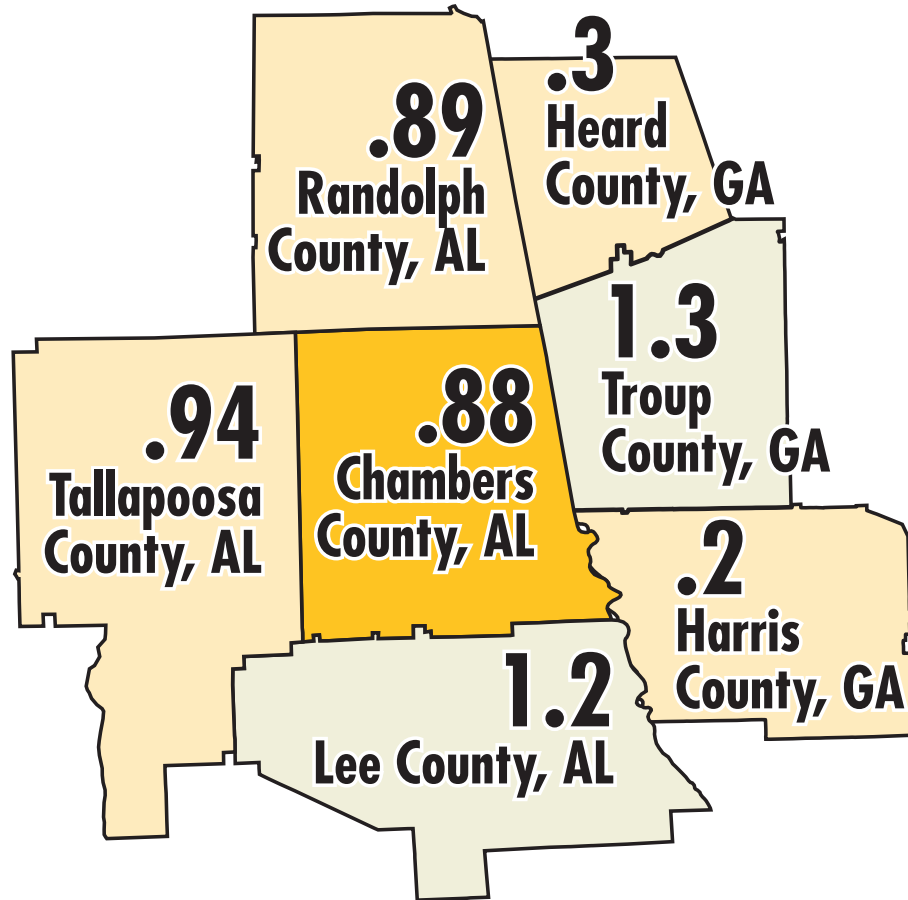 .3
Heard
County, GA
.89
Randolph
County, AL
1.3
Troup
County, GA
.94
Tallapoosa
County, AL
.88
Chambers
County, AL
.2
Harris
County, GA
1.2
Lee County, AL